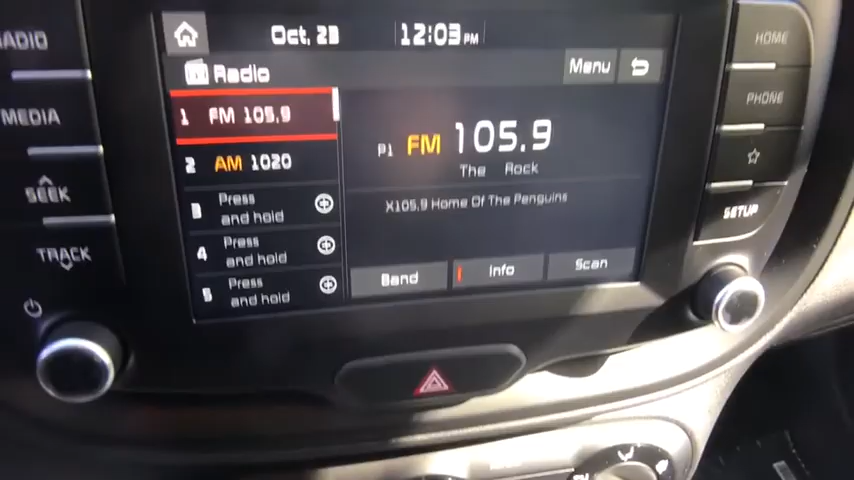 RADIO
MEDIA
SEEK
TRACK
Oct, 23 12:03 PM
Radio
Menu
1 FM 105.9
2 AM 1020
3 Press and hold
4 Press and hold
5 Press and hold
P1 FM 105.9
The Rock
X105.9 Home Of The Penguins
Band
Info
Scan
HOME
PHONE
SETUP